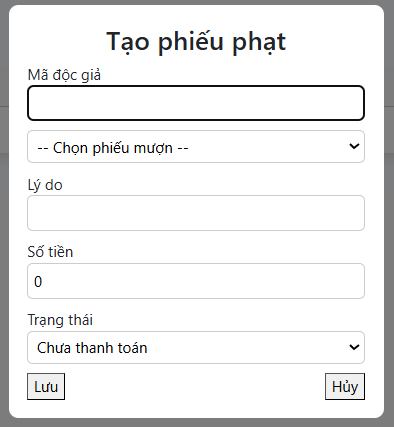 Tạo phiếu phạt
Mã độc giả
-- Chọn phiếu mượn --
Lý do
Số tiền
0
Trạng thái
Chưa thanh toán
Lưu Hủy